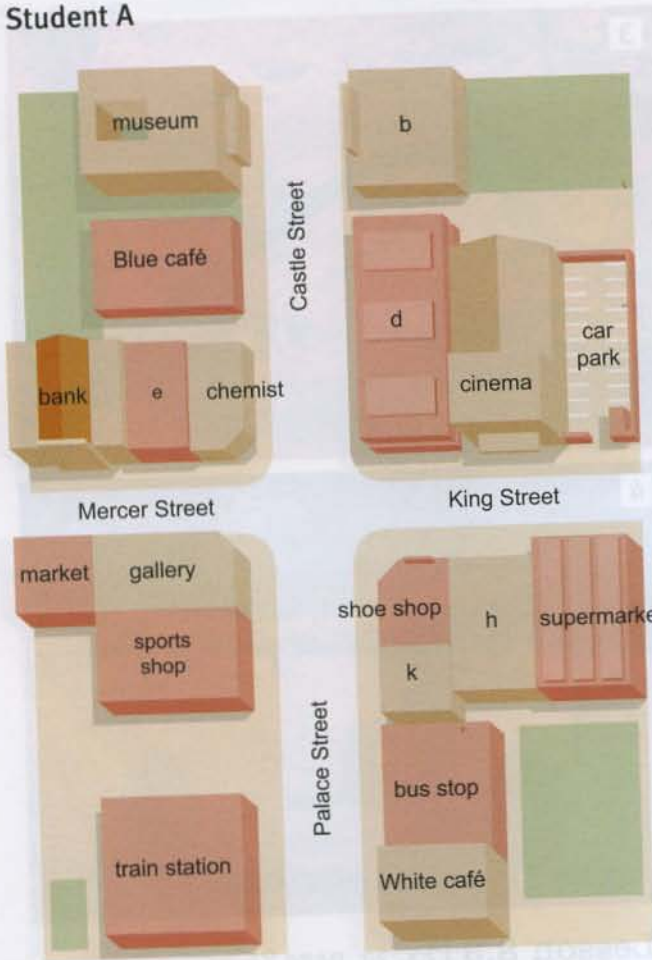 Student A
museum
b
Castle Street
Blue café
d
car
park
cinema
bank
e
chemist
Mercer Street
King Street
market
gallery
shoe shop
h
supermarke
sports
shop
k
Palace Street
bus stop
train station
White café